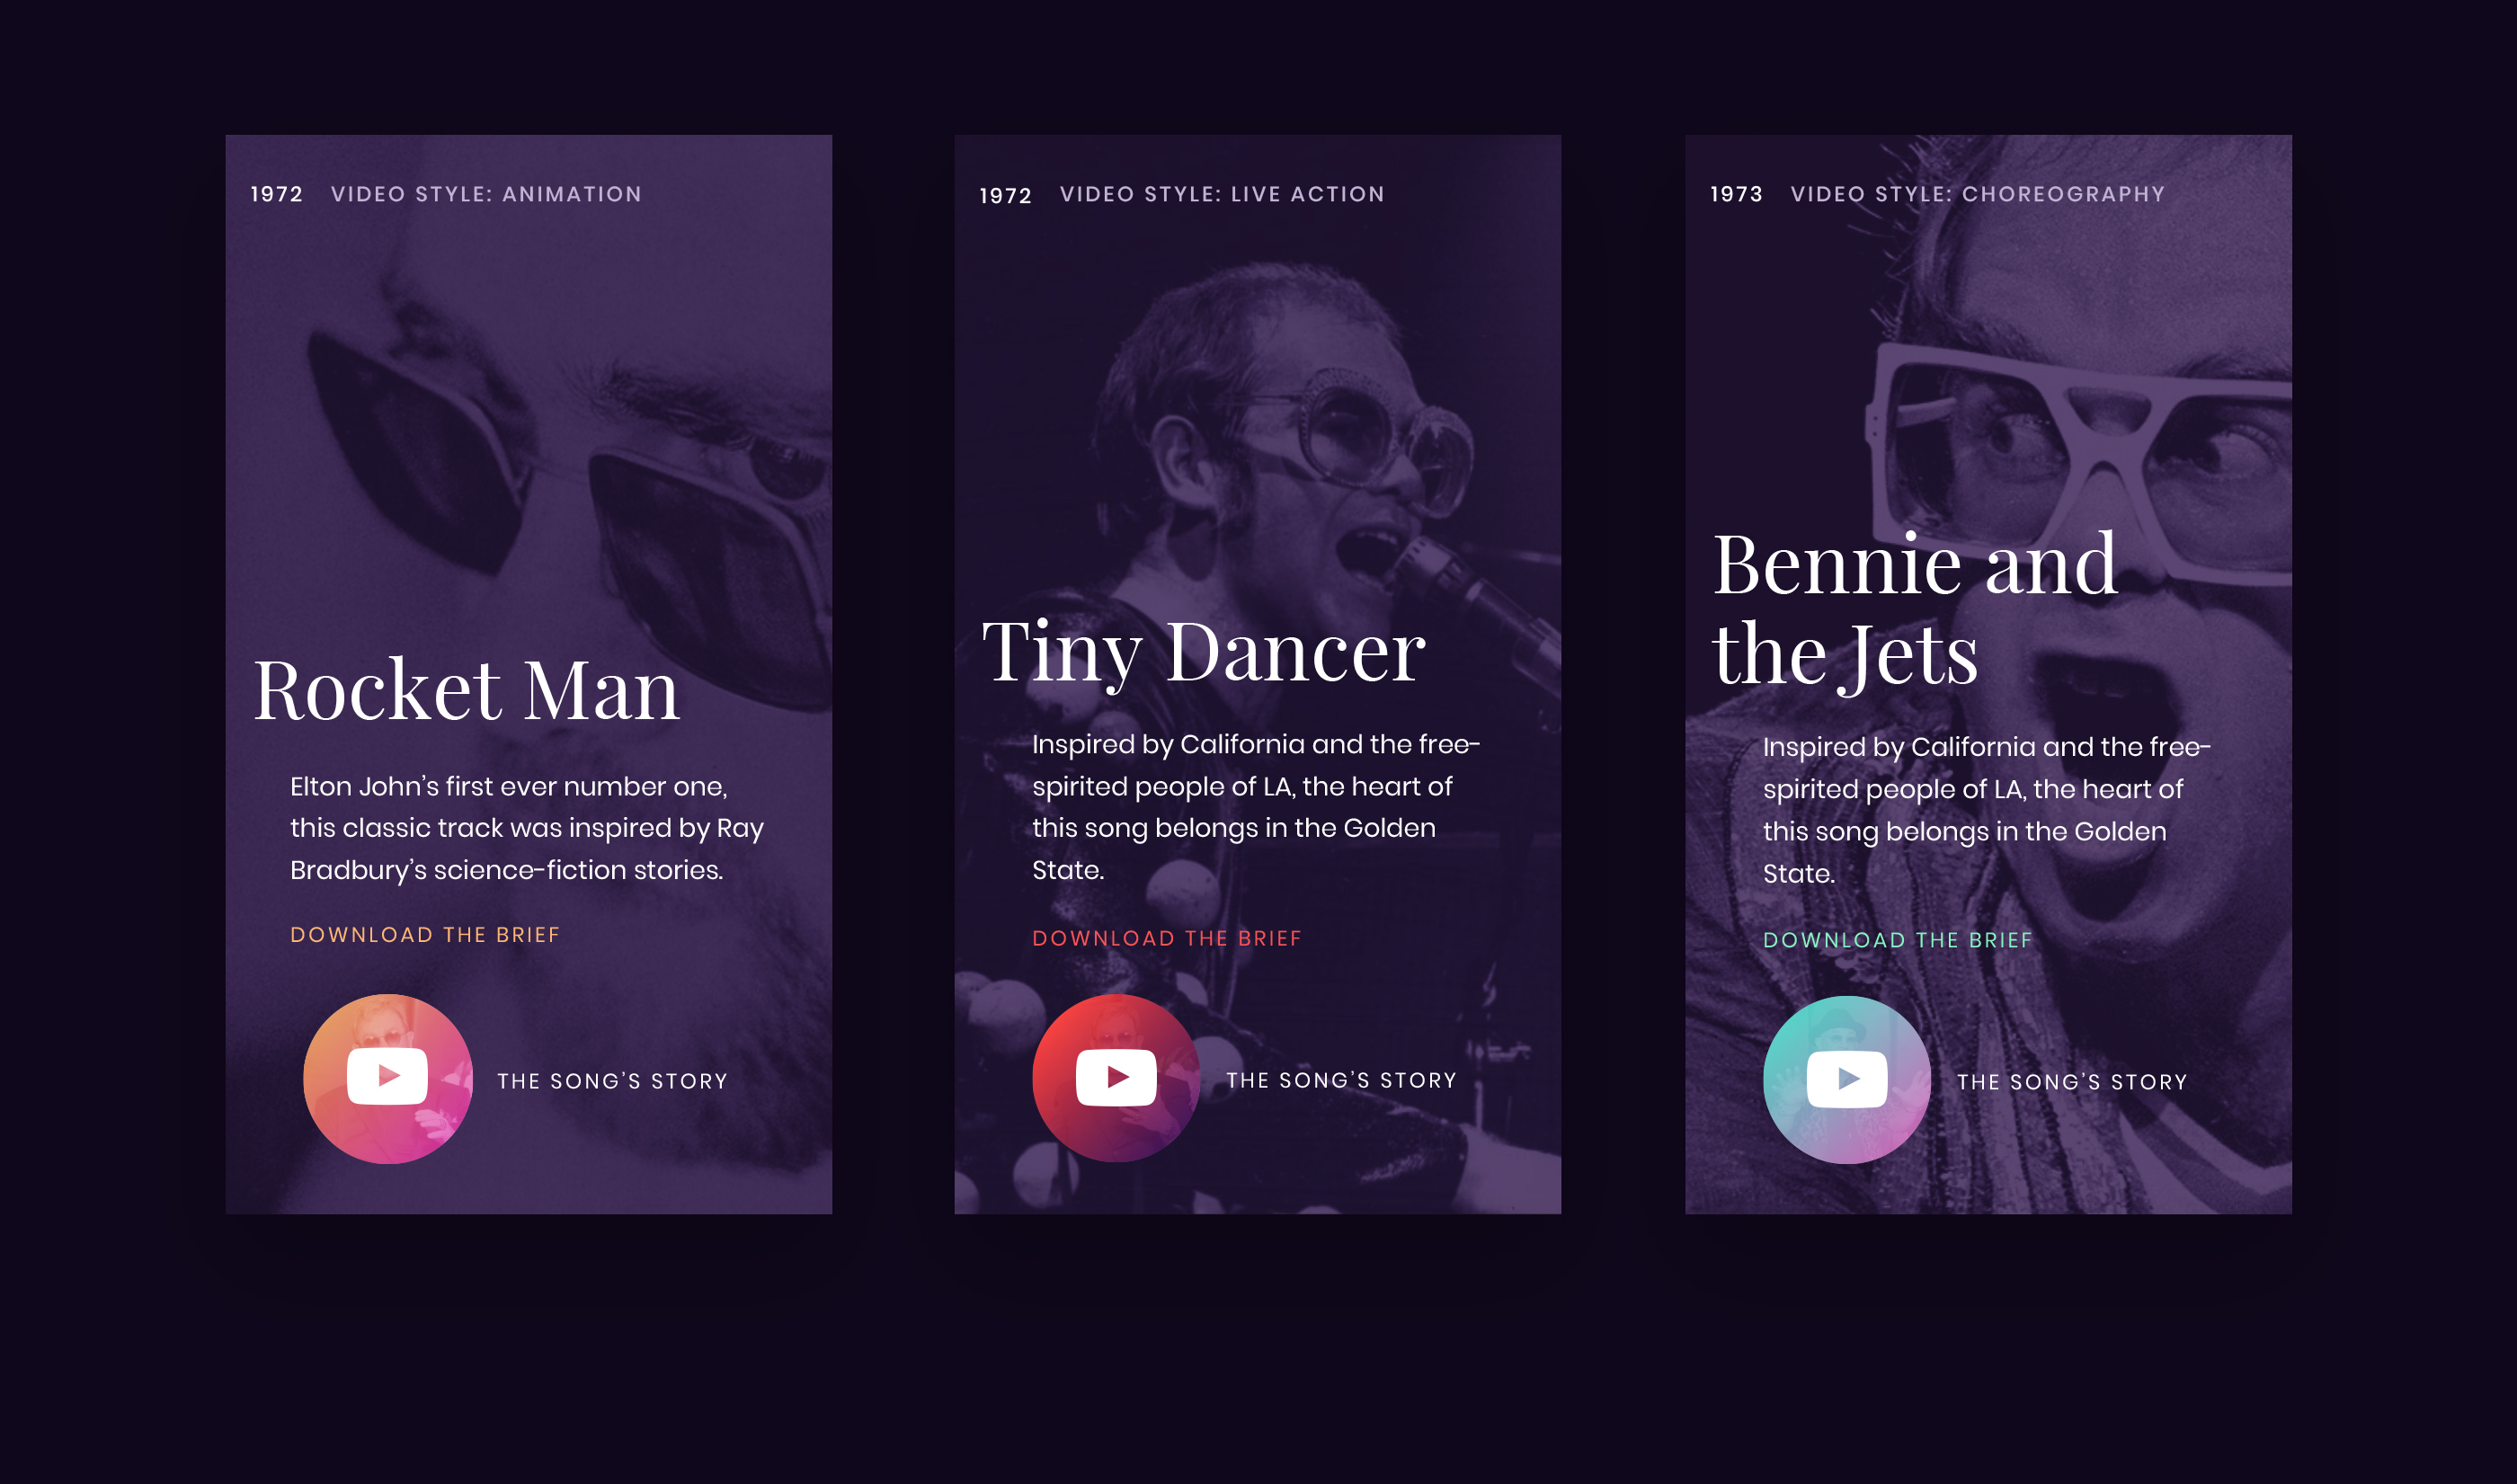 1972 VIDEO STYLE: ANIMATION
Rocket Man
Elton John’s first ever number one,
this classic track was inspired by Ray
Bradbury’s science-fiction stories.
DOWNLOAD THE BRIEF
THE SONG’S STORY
1972 VIDEO STYLE: LIVE ACTION
Tiny Dancer
Inspired by California and the free-
spirited people of LA, the heart of
this song belongs in the Golden
State.
DOWNLOAD THE BRIEF
THE SONG’S STORY
1973 VIDEO STYLE: CHOREOGRAPHY
Bennie and
the Jets
Inspired by California and the free-
spirited people of LA, the heart of
this song belongs in the Golden
State.
DOWNLOAD THE BRIEF
THE SONG’S STORY